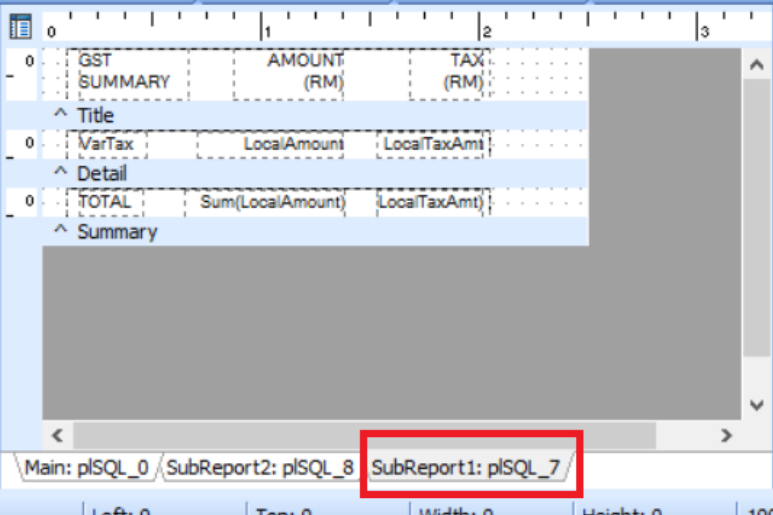 0 1 2 3
0 GST AMOUNT TAX
SUMMARY (RM) (RM)
^ Title
0 VarTax LocalAmount LocalTaxAmt
^ Detail
0 TOTAL Sum(LocalAmount) LocalTaxAmt)
^ Summary
Main: plSQL_0 SubReport2: plSQL_8 SubReport1: plSQL_7
Left: 0 Top: 0 Width: 0 Height: 0 100